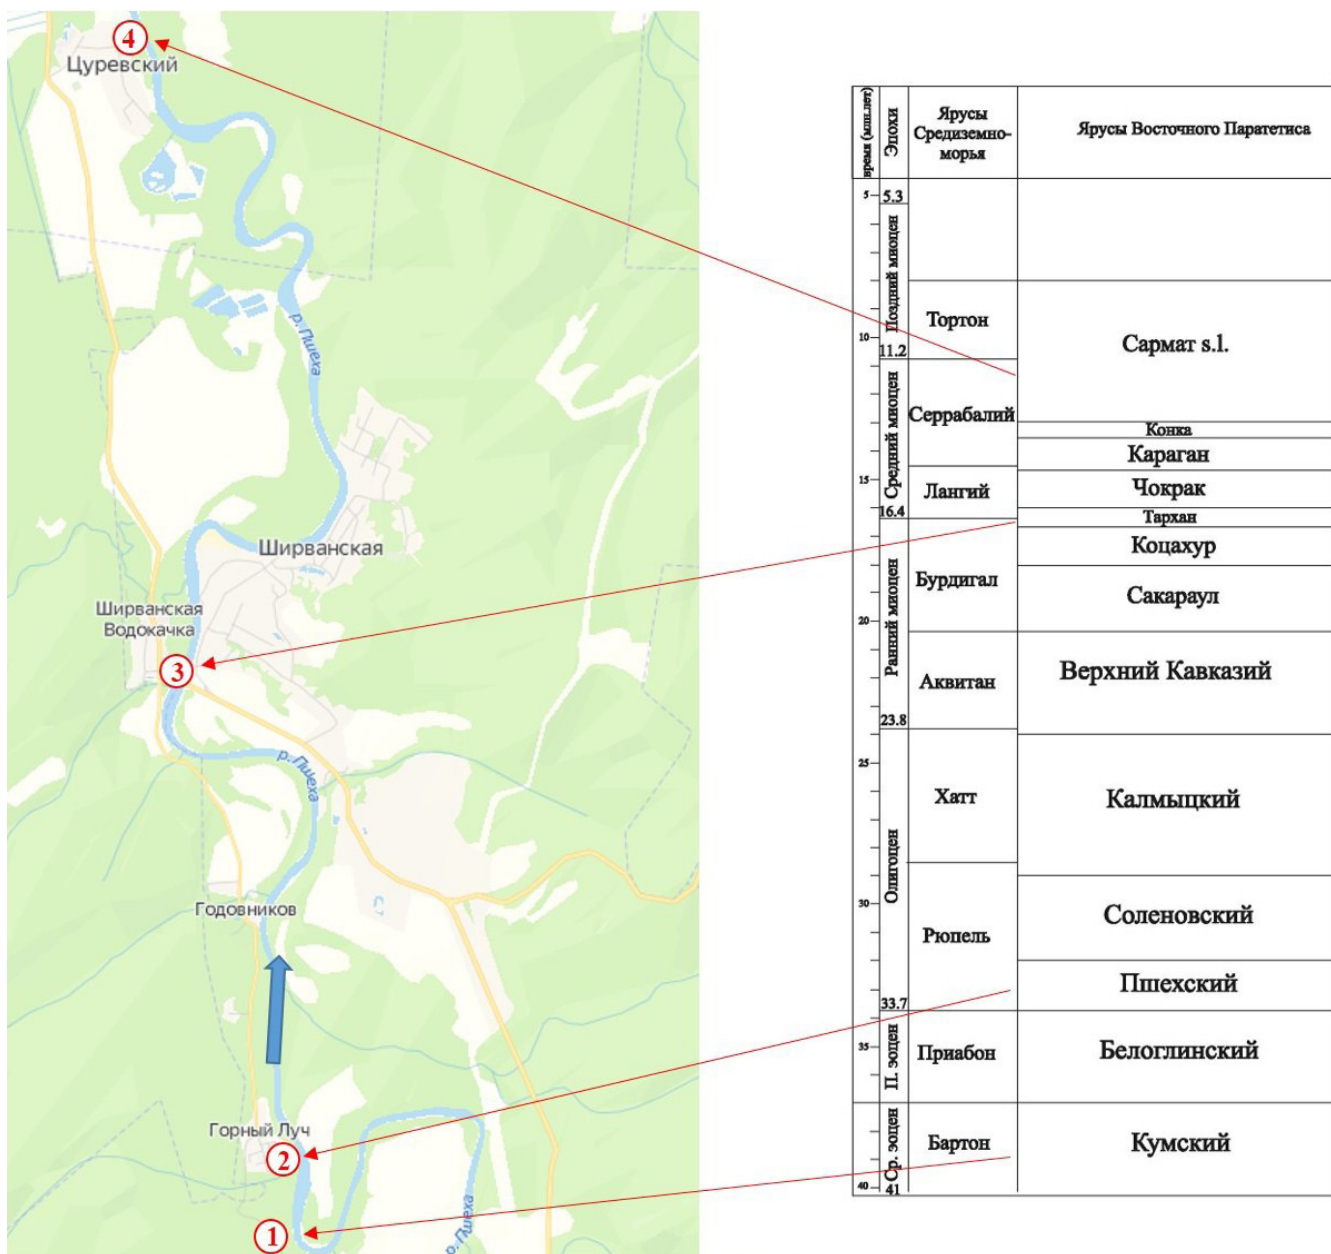 4
Цуревский
р. Пшеха
Ширванская
Ширванская
Водокачка
3
р. Пшеха
Годовников
Горный Луч
2
1
р. Пшеха
время (млн.лет)
Эпохи
Ярусы
Средиземно-
морья
Ярусы Восточного Паратетиса
5
5.3
Поздний миоцен
10
11.2
Средний миоцен
15
16.4
Ранний миоцен
20
23.8
25
Олигоцен
30
33.7
П. эоцен
35
Ср. эоцен
40
41
Тортон
Серрабалий
Лангий
Бурдигал
Аквитан
Хатт
Рюпель
Приабон
Бартон
Сармат s.l.
Конка
Караган
Чокрак
Тархан
Коцахур
Сакараул
Верхний Кавказий
Калмыцкий
Соленовский
Пшехский
Белоглинский
Кумский